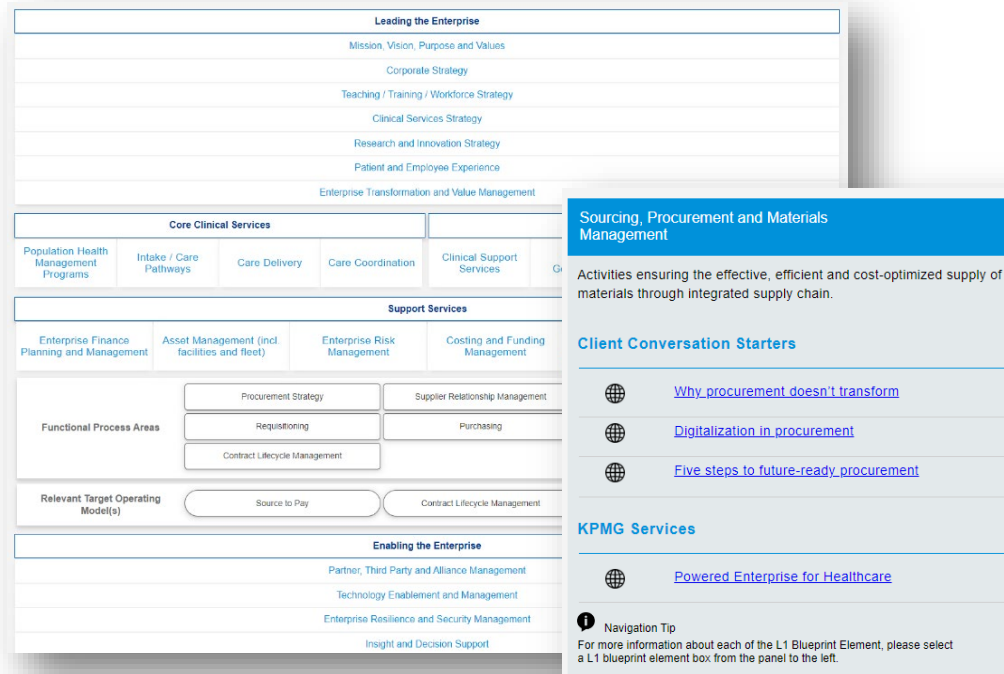 Leading the Enterprise
Mission, Vision, Purpose and Values
Corporate Strategy
Teaching / Training / Workforce Strategy
Clinical Services Strategy
Research and Innovation Strategy
Patient and Employee Experience
Enterprise Transformation and Value Management
Core Clinical Services
Population Health
Management
Programs
Intake / Care
Pathways
Care Delivery
Care Coordination
Clinical Support
Services
Support Services
Enterprise Finance
Planning and Management
Asset Management (incl.
facilities and fleet)
Enterprise Risk
Management
Costing and Funding
Management
Functional Process Areas
Procurement Strategy
Supplier Relationship Management
Requisitioning
Purchasing
Contract Lifecycle Management
Relevant Target Operating
Model(s)
Source to Pay
Contract Lifecycle Management
Enabling the Enterprise
Partner, Third Party and Alliance Management
Technology Enablement and Management
Enterprise Resilience and Security Management
Insight and Decision Support
Sourcing, Procurement and Materials
Management
Activities ensuring the effective, efficient and cost-optimized supply of
materials through integrated supply chain.
Client Conversation Starters
Why procurement doesn't transform
Digitalization in procurement
Five steps to future-ready procurement
KPMG Services
Powered Enterprise for Healthcare
Navigation Tip
For more information about each of the L1 Blueprint Element, please select
a L1 blueprint element box from the panel to the left.